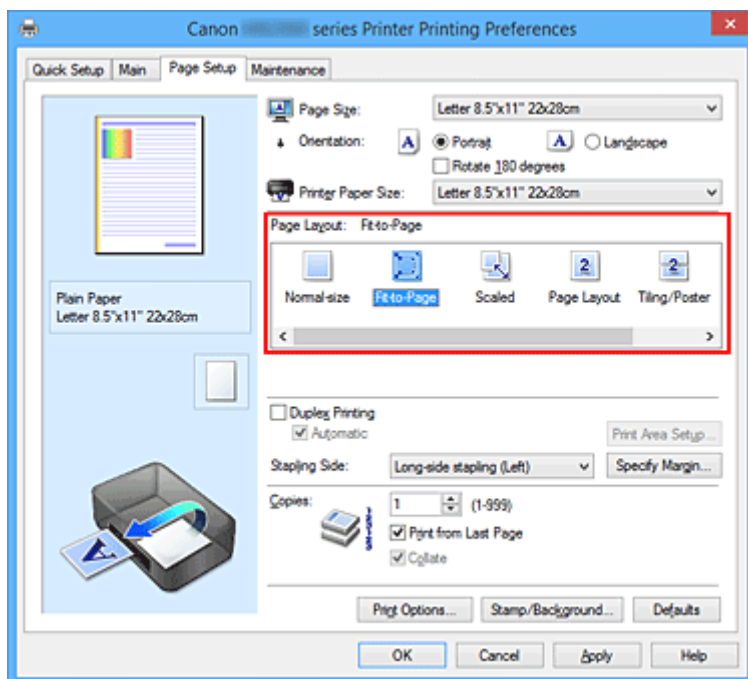 Canon series Printer Printing Preferences
Quick Setup Main Page Setup Maintenance
Page Size: Letter 8.5"x11" 22x28cm
Orientation: A Portrait A Landscape
Rotate 180 degrees
Printer Paper Size: Letter 8.5"x11" 22x28cm
Page Layout: Fit-to-Page
Normal-size Fit-to-Page Scaled Page Layout Tiling/Poster
Plain Paper
Letter 8.5"x11" 22x28cm
Duplex Printing
Automatic
Print Area Setup...
Stapling Side: Long-side stapling (Left) Specify Margin...
Copies: 1 (1-999)
Print from Last Page
Collate
Print Options... Stamp/Background... Defaults
OK Cancel Apply Help